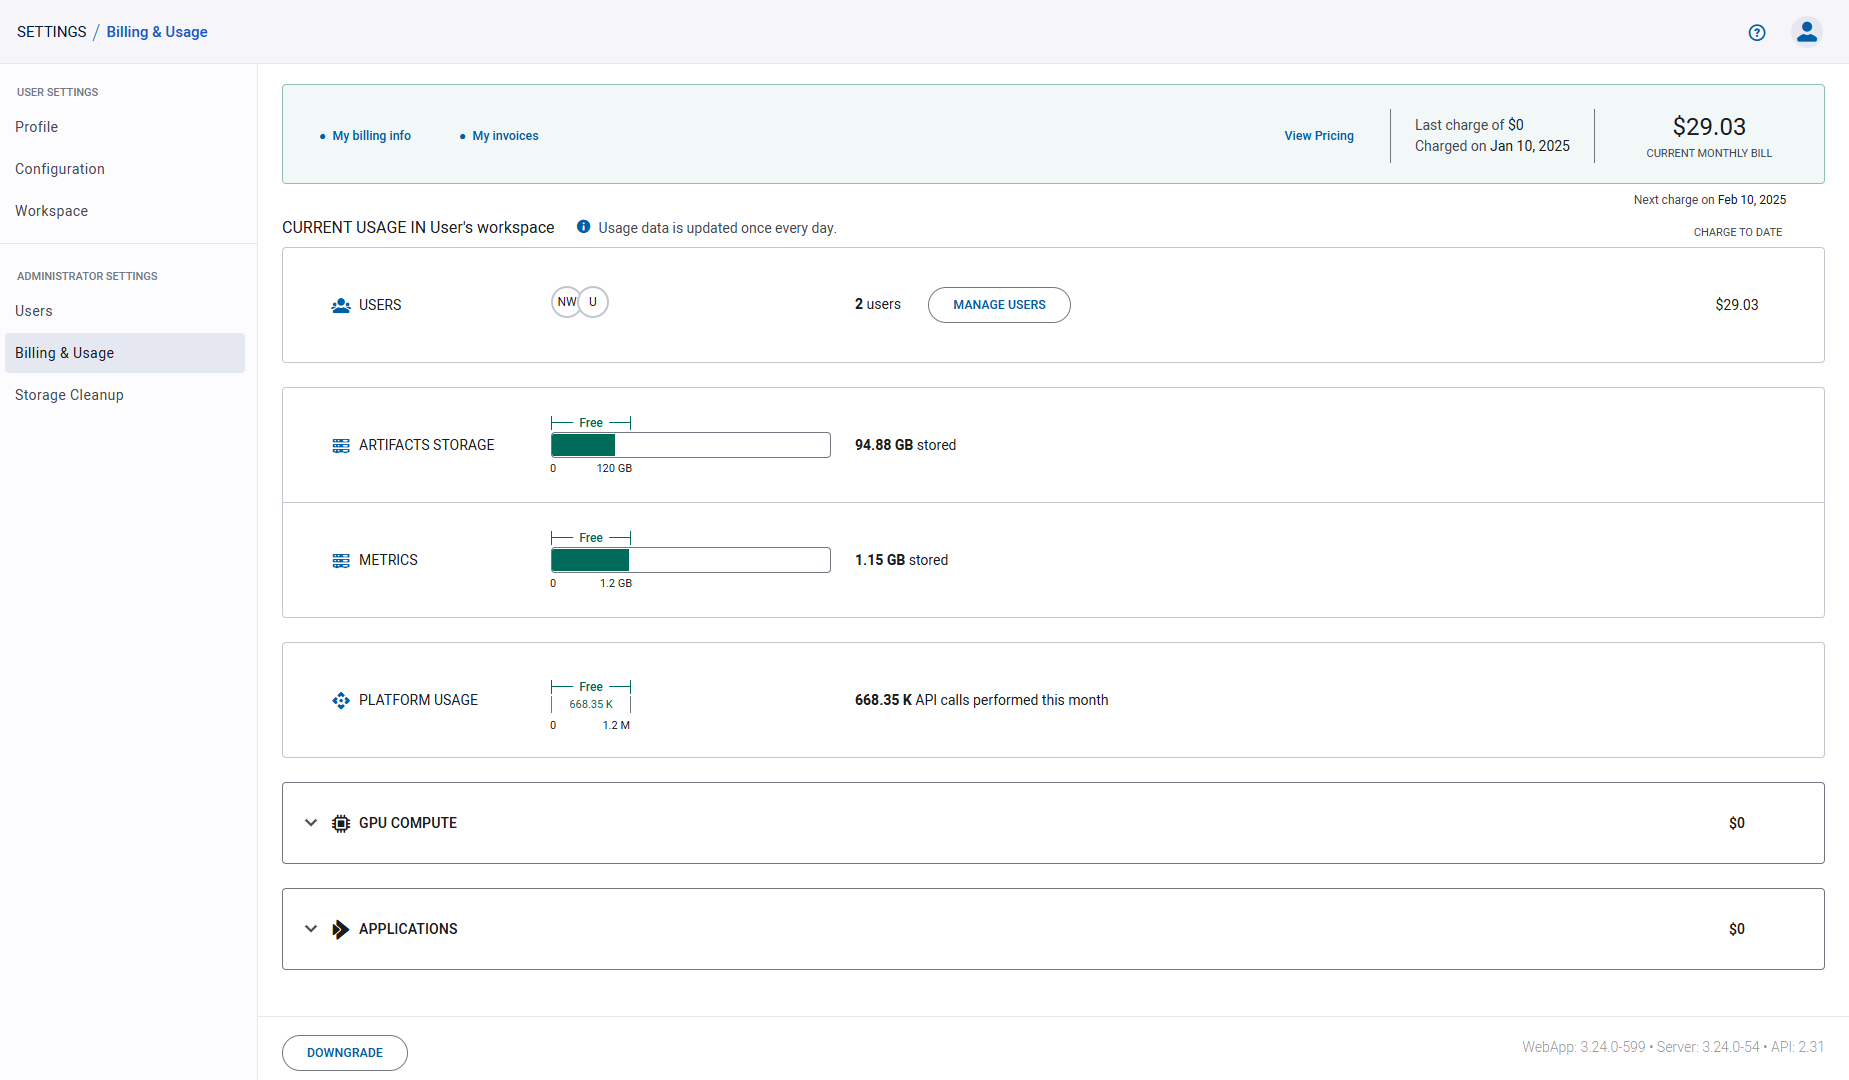 SETTINGS / Billing & Usage
USER SETTINGS
Profile
Configuration
Workspace
ADMINISTRATOR SETTINGS
Users
Billing & Usage
Storage Cleanup
• My billing info
• My invoices
View Pricing
Last charge of $0
Charged on Jan 10, 2025
$29.03
CURRENT MONTHLY BILL
Next charge on Feb 10, 2025
CURRENT USAGE IN User's workspace
Usage data is updated once every day.
CHARGE TO DATE
USERS
NW
U
2 users
MANAGE USERS
$29.03
ARTIFACTS STORAGE
Free
0
120 GB
94.88 GB stored
METRICS
Free
0
1.2 GB
1.15 GB stored
PLATFORM USAGE
Free
668.35 K
0
1.2 M
668.35 K API calls performed this month
GPU COMPUTE
$0
APPLICATIONS
$0
DOWNGRADE
WebApp: 3.24.0-599 • Server: 3.24.0-54 • API: 2.31